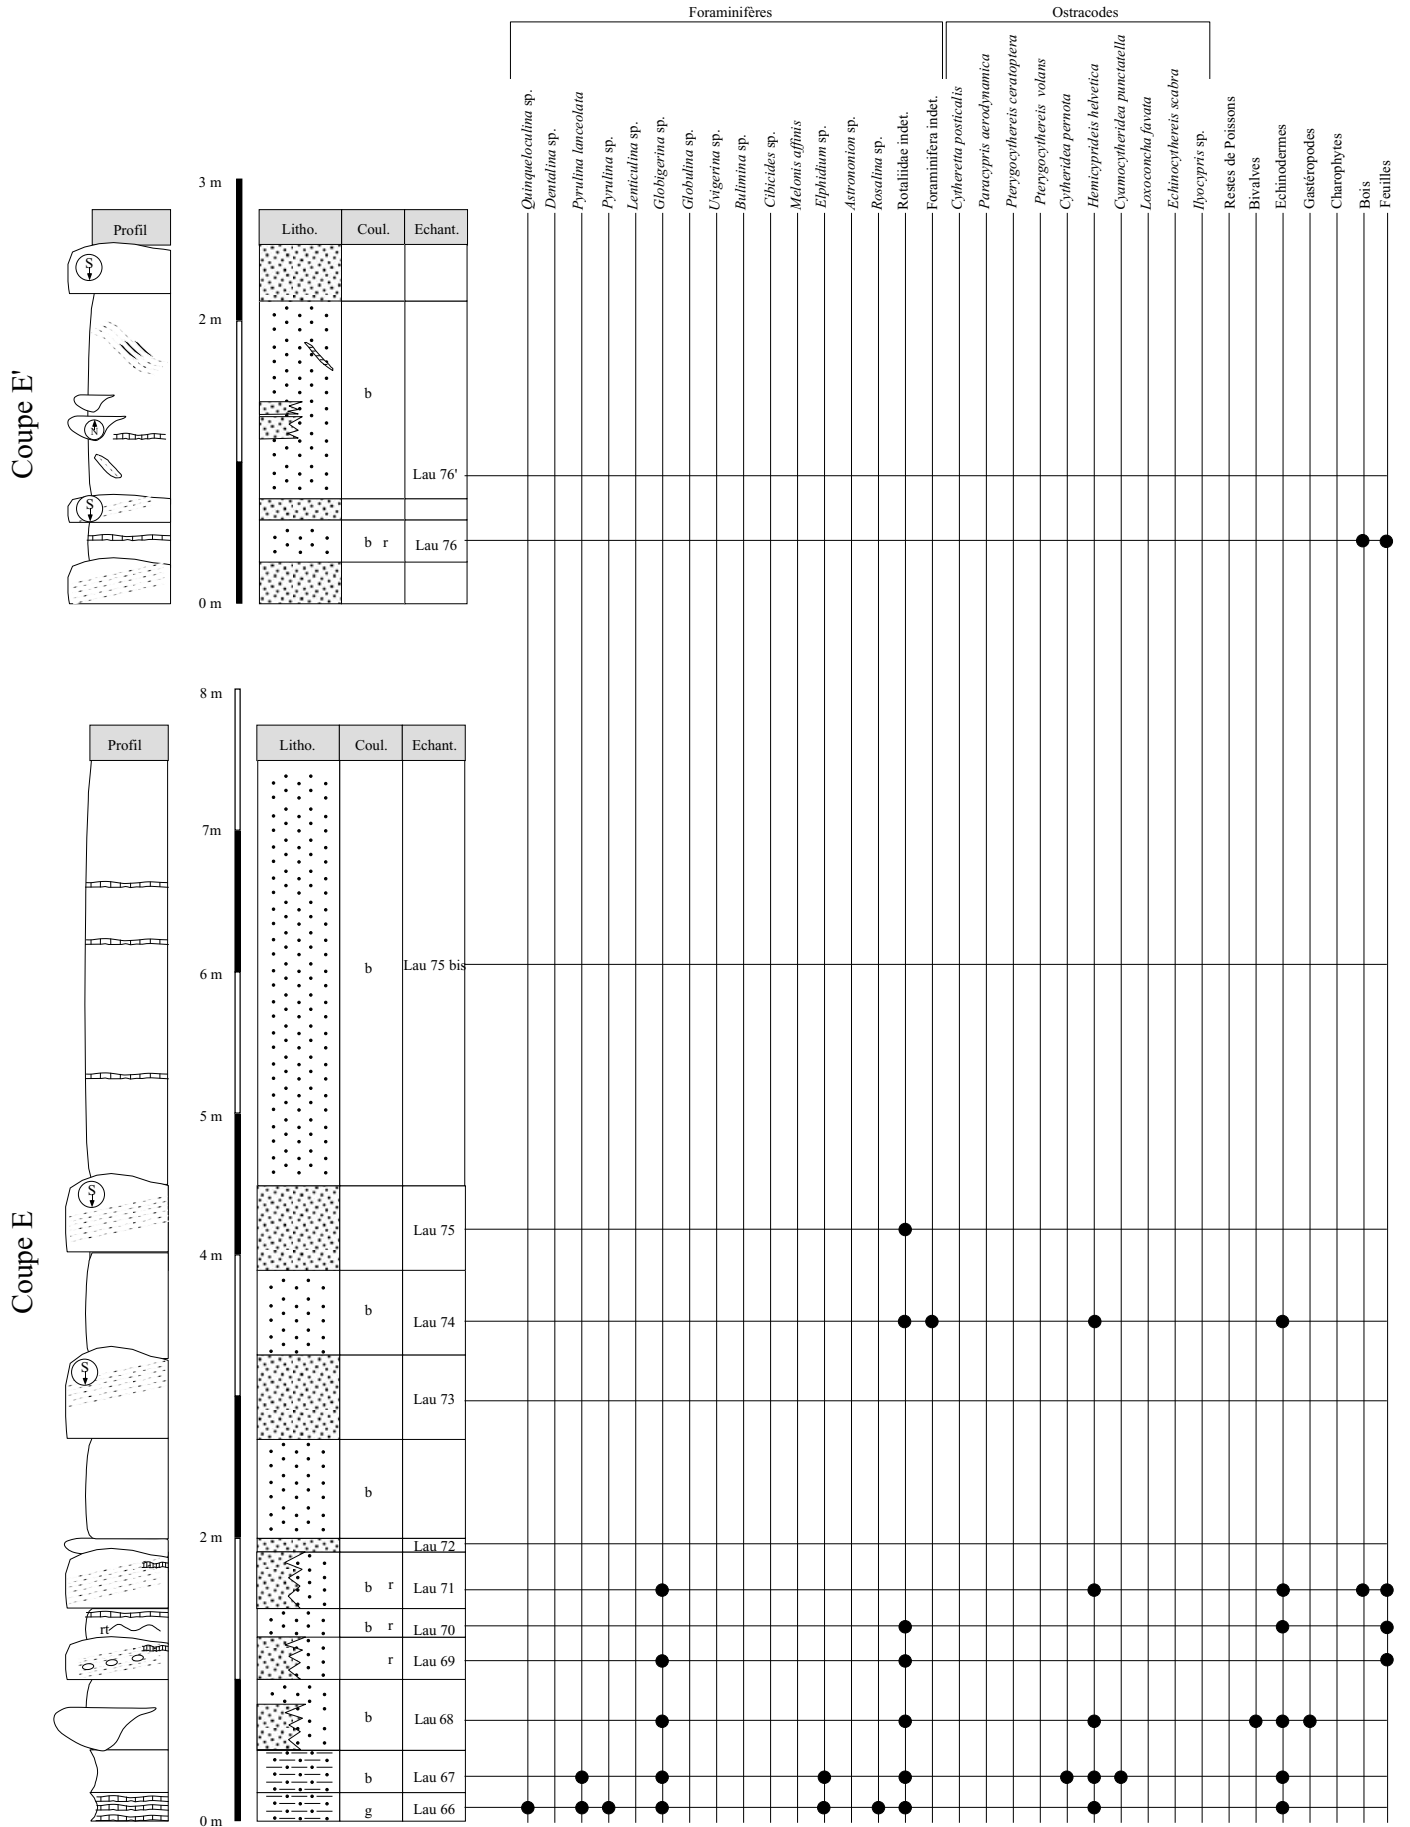 Foraminifères
Ostracodes
Quinqueloculina sp.
Dentalina sp.
Pyrulina lanceolata
Pyrulina sp.
Lenticulina sp.
Globigerina sp.
Globulina sp.
Uvigerina sp.
Bulimina sp.
Cibicides sp.
Melonis affinis
Elphidium sp.
Astrononion sp.
Rosalina sp.
Rotaliidae indet.
Foraminifera indet.
Cytheretta posticalis
Paracypris aerodynamica
Pterygocythereis ceratoptera
Pterygocythereis volans
Cytheridea pernota
Hemicyprideis helvetica
Cyamocytheridea punctatella
Loxoconcha favata
Echinocythereis scabra
Ilyocypris sp.
Restes de Poissons
Bivalves
Echinodermes
Gastéropodes
Charophytes
Bois
Feuilles
Coupe E'
3 m
Profil
Litho.
Coul.
Echant.
S
2 m
b
N
Lau 76'
S
b r
Lau 76
0 m
Coupe E
8 m
Profil
Litho.
Coul.
Echant.
7m
6 m
b
Lau 75 bis
5 m
S
Lau 75
4 m
b
Lau 74
S
Lau 73
b
2 m
Lau 72
b r
Lau 71
rt
b r
Lau 70
r
Lau 69
b
Lau 68
b
Lau 67
g
Lau 66
0 m